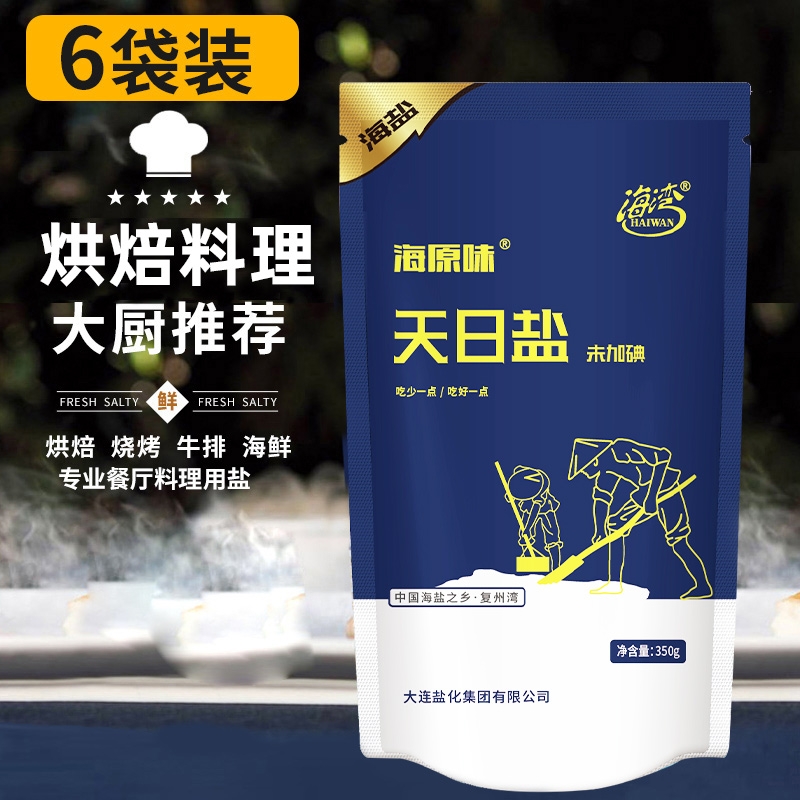 6袋装
烘焙料理
大厨推荐
FRESH SALTY 鲜 FRESH SALTY
烘焙 烧烤 牛排 海鲜
专业餐厅料理用盐
海盐
海湾®
HAIWAN
海原味®
天日盐 未加碘
吃少一点 / 吃好一点
中国海盐之乡·复州湾
净含量:350g
大连盐化集团有限公司